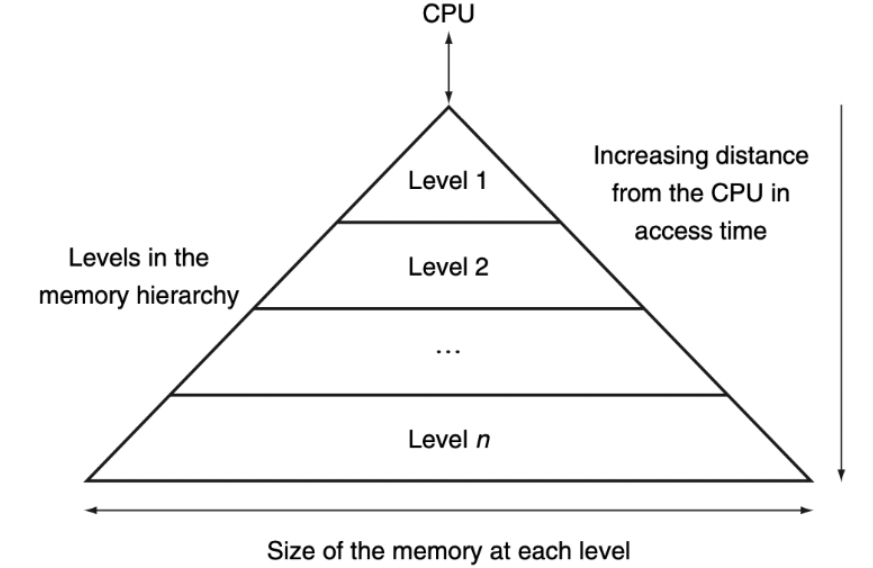 CPU
Level 1
Increasing distance
from the CPU in
access time
Levels in the
memory hierarchy
Level 2
...
Level n
Size of the memory at each level